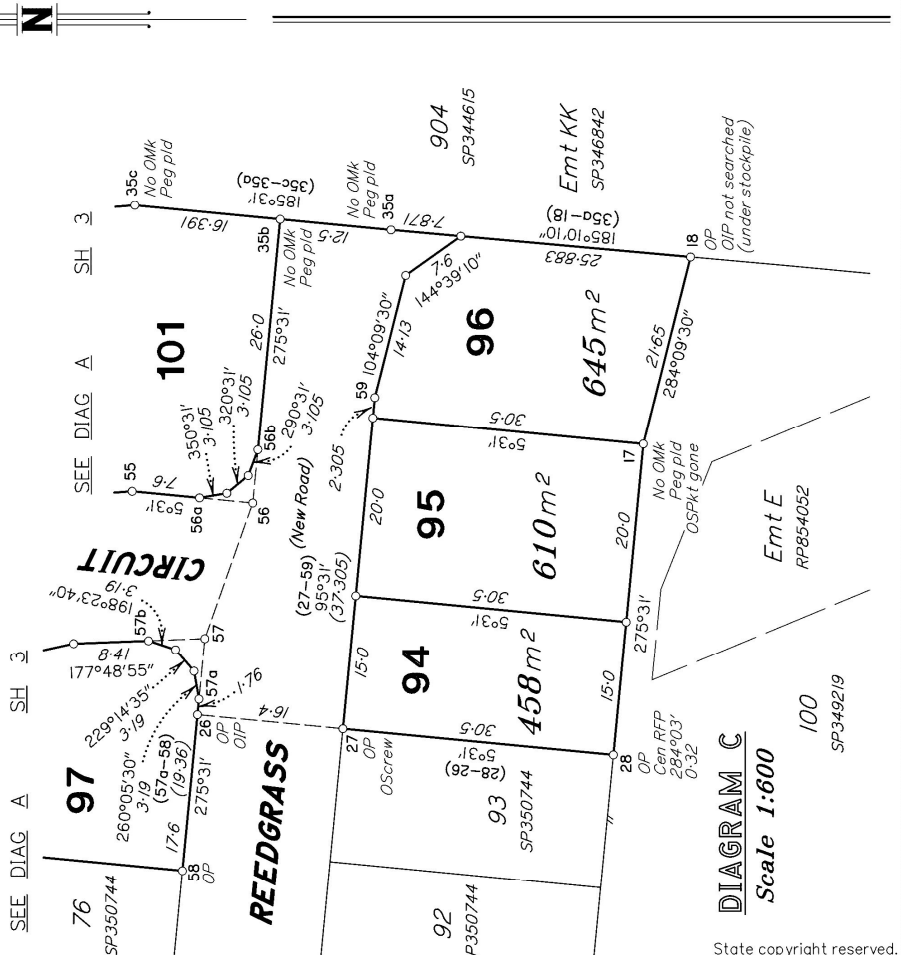 N
SEE DIAG A SH 3
SEE DIAG A SH 3
35c
No OMk
Peg pld
16·391
185°31'
(35c-35a)
35b
No OMk
Peg pld
12·5
No OMk
Peg pld
35a
7·871
904
SP344615
Emt KK
SP346842
185°10'10"
(35a-18)
25·883
18
OP
OIP not searched
(under stockpile)
101
26·0
275°31'
350°31'
3·105
320°31'
3·105
290°31'
3·105
55
7·6
5°31'
56a
56
56b
CIRCUIT
198°23'40"
3·19
57b
57
57a
8·41
177°48'55"
229°14'35"
3·19
260°05'30"
3·19
(57a-58)
(19·36)
275°31'
17·6
1·76
26
OP
OIP
58
OP
97
76
SP350744
REEDGRASS
(New Road)
16·4
27
OP
OScrew
(27-59)
95°31'
(37·305)
2·305
59
104°09'30"
14·13
7·6
144°39'10"
96
645m²
21·65
284°09'30"
30·5
5°31'
95
610m²
20·0
20·0
17
No OMk
Peg pld
OSPkt gone
30·5
5°31'
94
458m²
15·0
15·0
275°31'
30·5
5°31'
(28-26)
28
OP
Cen RFP
284°03'
0·32
93
SP350744
92
P350744
"
Emt E
RP854052
100
SP349219
DIAGRAM C
Scale 1:600
State copyright reserved.